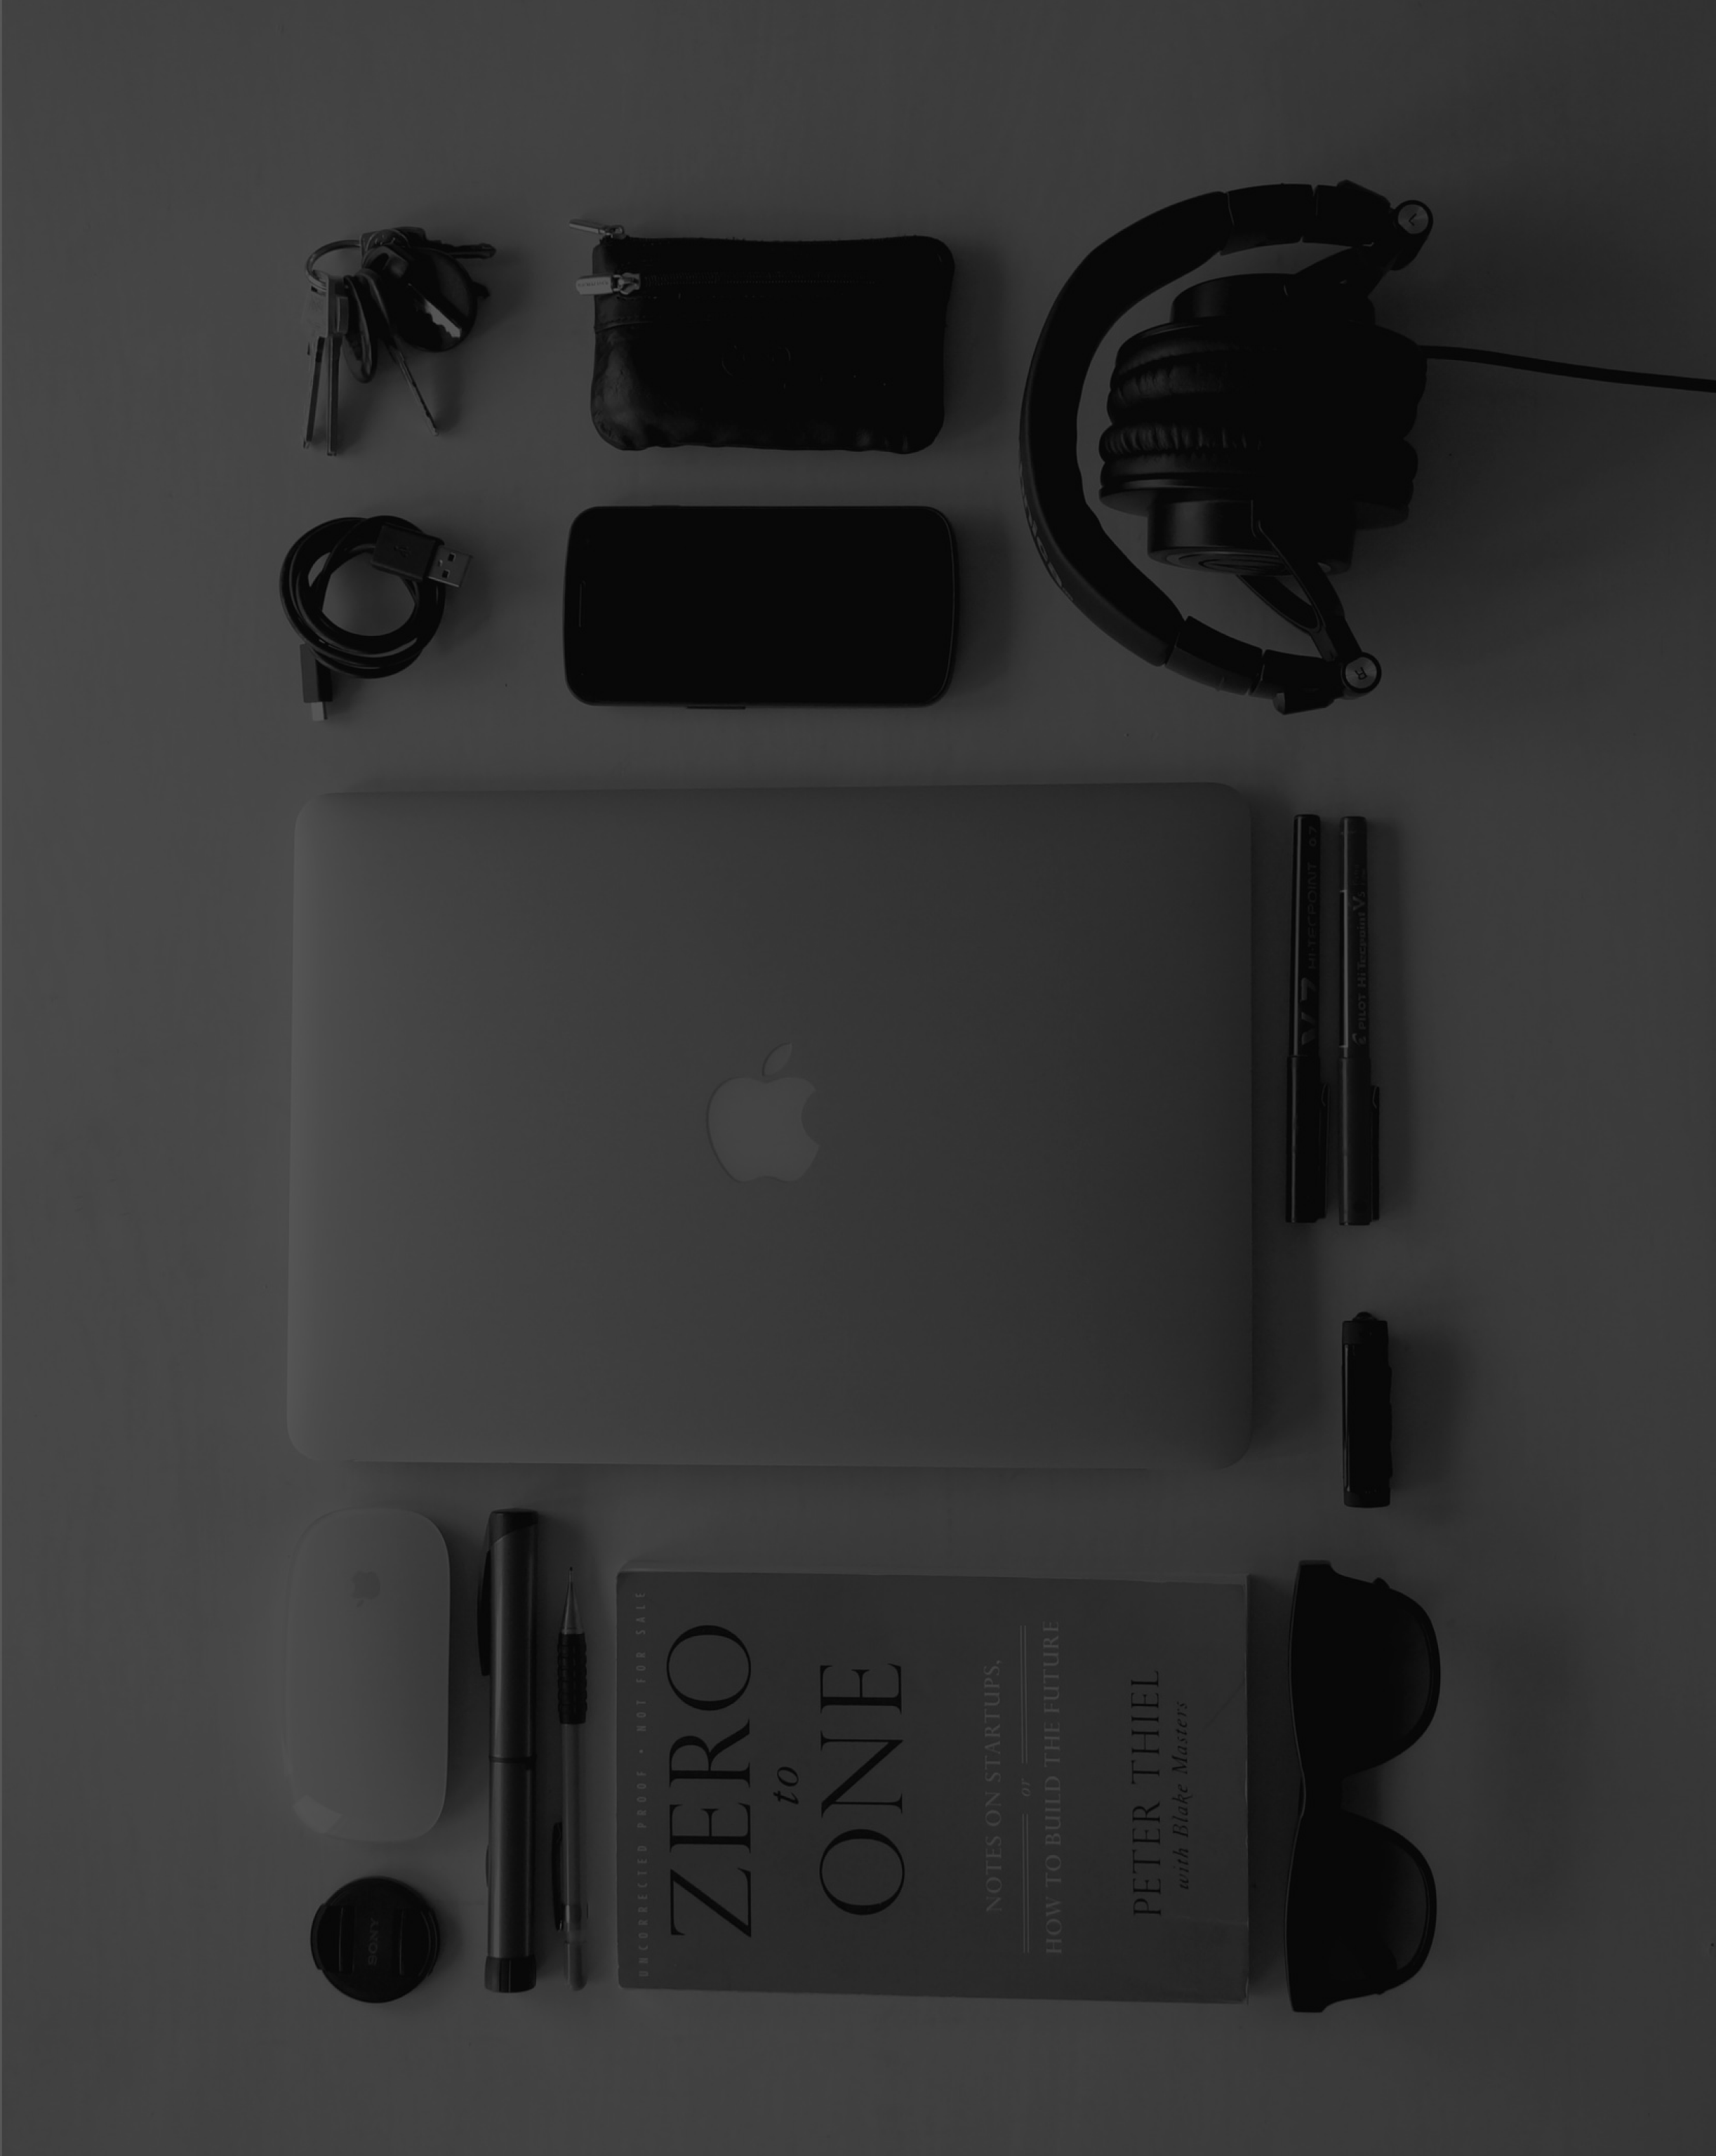 V7 HI-TECPOINT 07
PILOT Hi-Tecpoint V5
UNCORRECTED PROOF • NOT FOR SALE
ZERO
to
ONE
NOTES ON STARTUPS,
or
HOW TO BUILD THE FUTURE
PETER THIEL
with Blake Masters
SONY
L
R